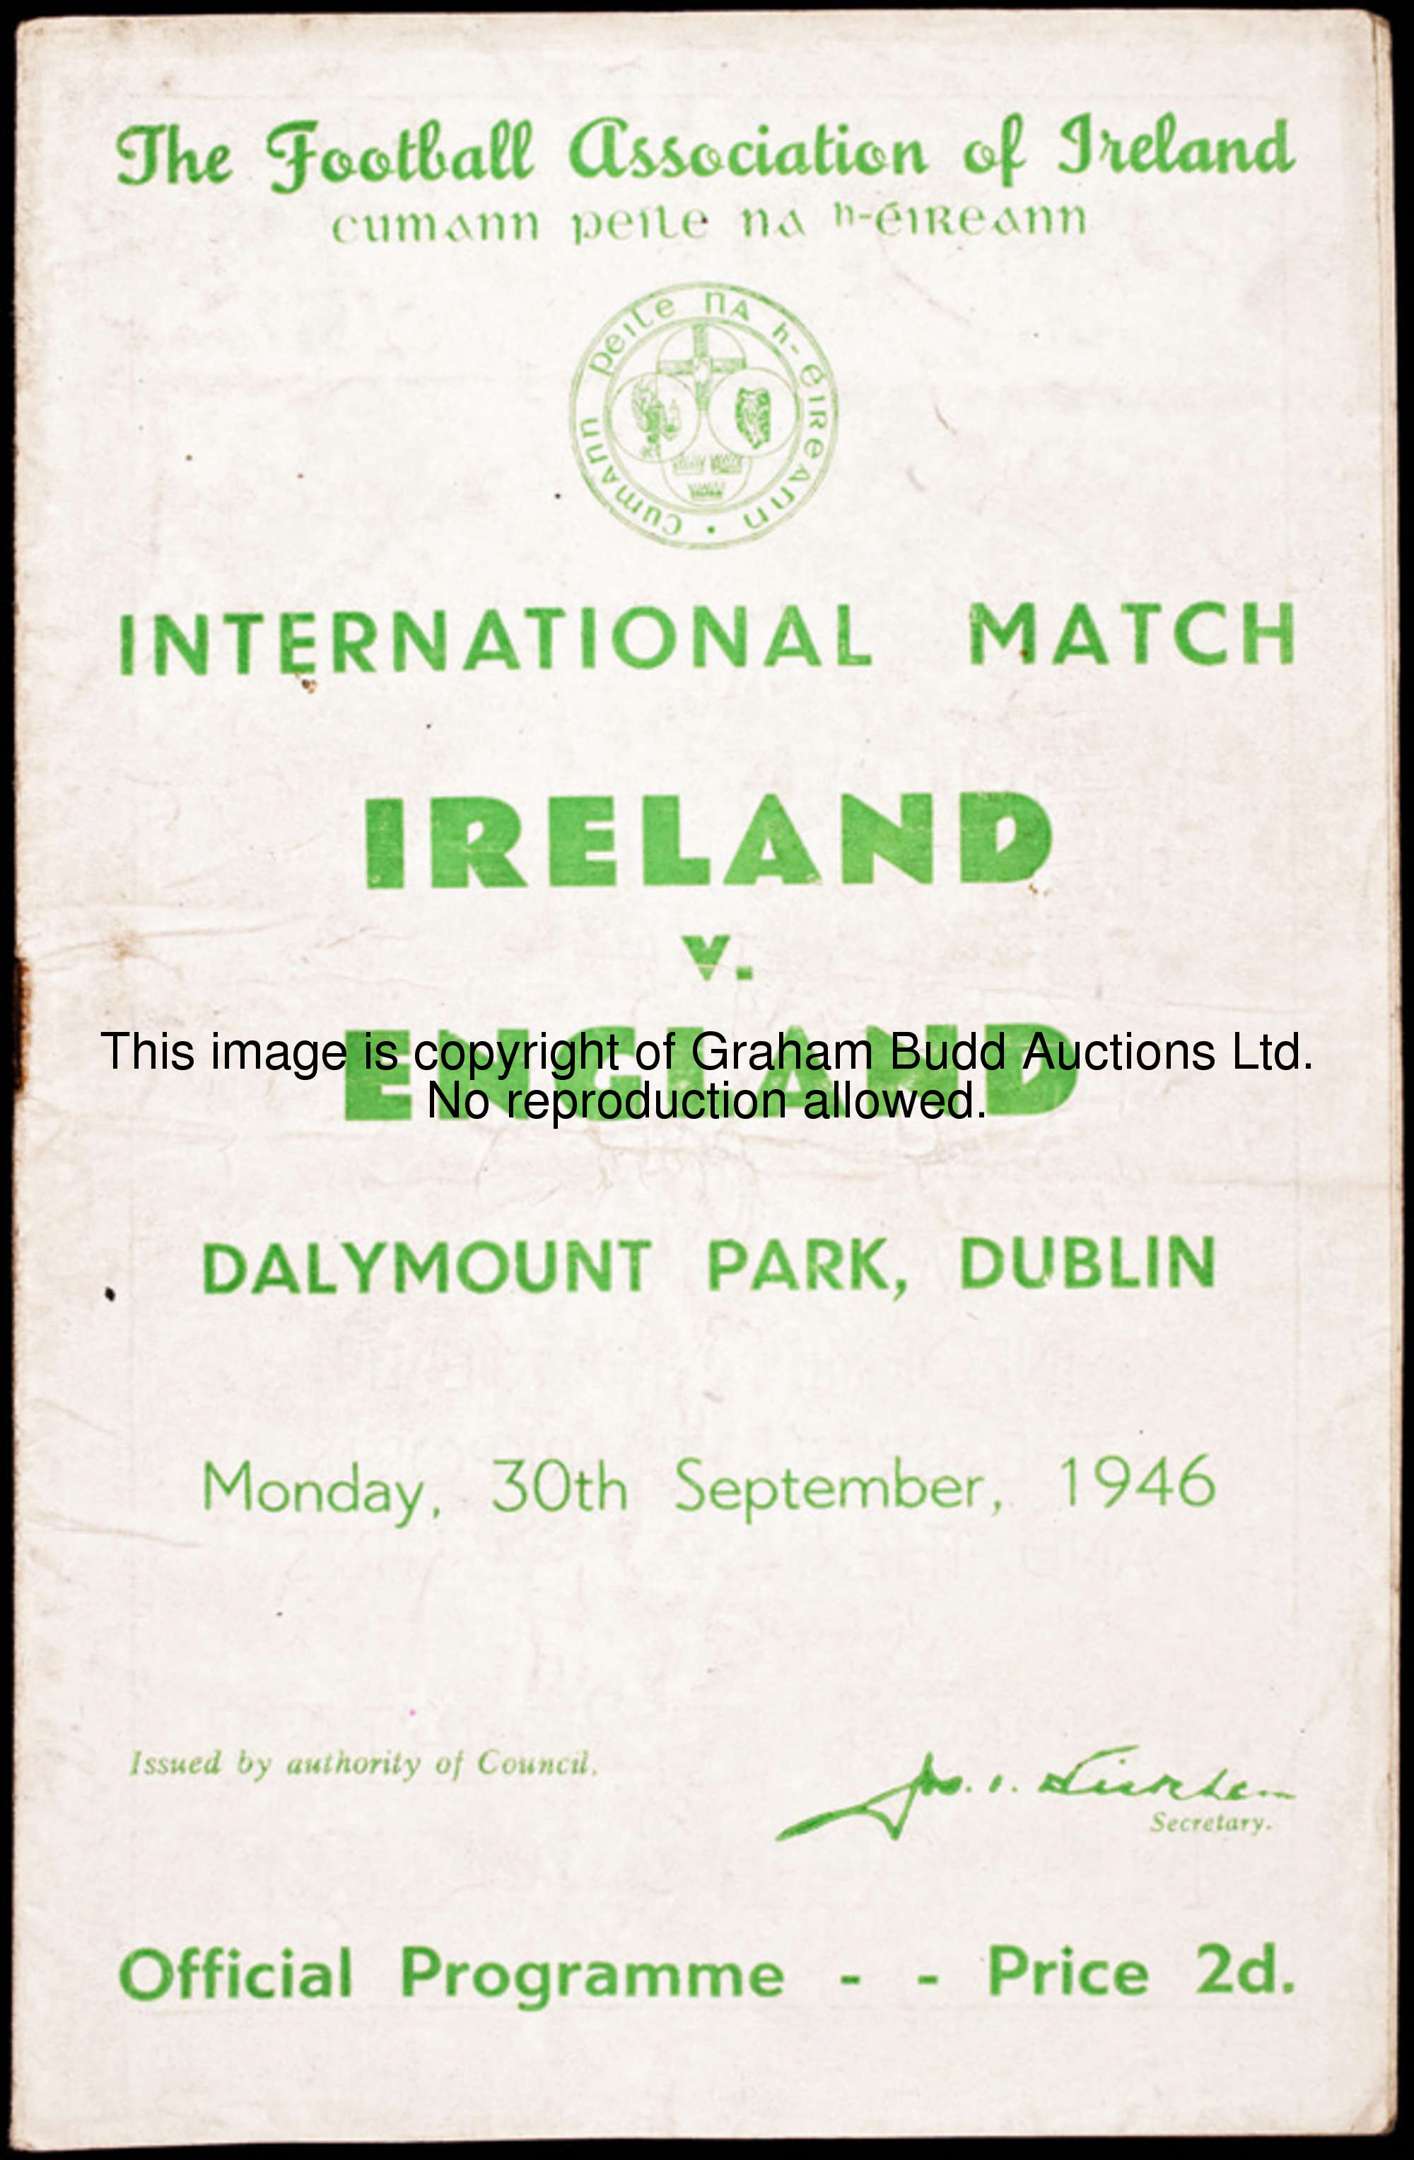 The Football Association of Ireland
cumann peile na h-éireann
cumann peile na h-éireann
INTERNATIONAL MATCH
IRELAND
v.
ENGLAND
This image is copyright of Graham Budd Auctions Ltd.
No reproduction allowed.
DALYMOUNT PARK, DUBLIN
Monday, 30th September, 1946
Issued by authority of Council.
Secretary.
Official Programme - - Price 2d.